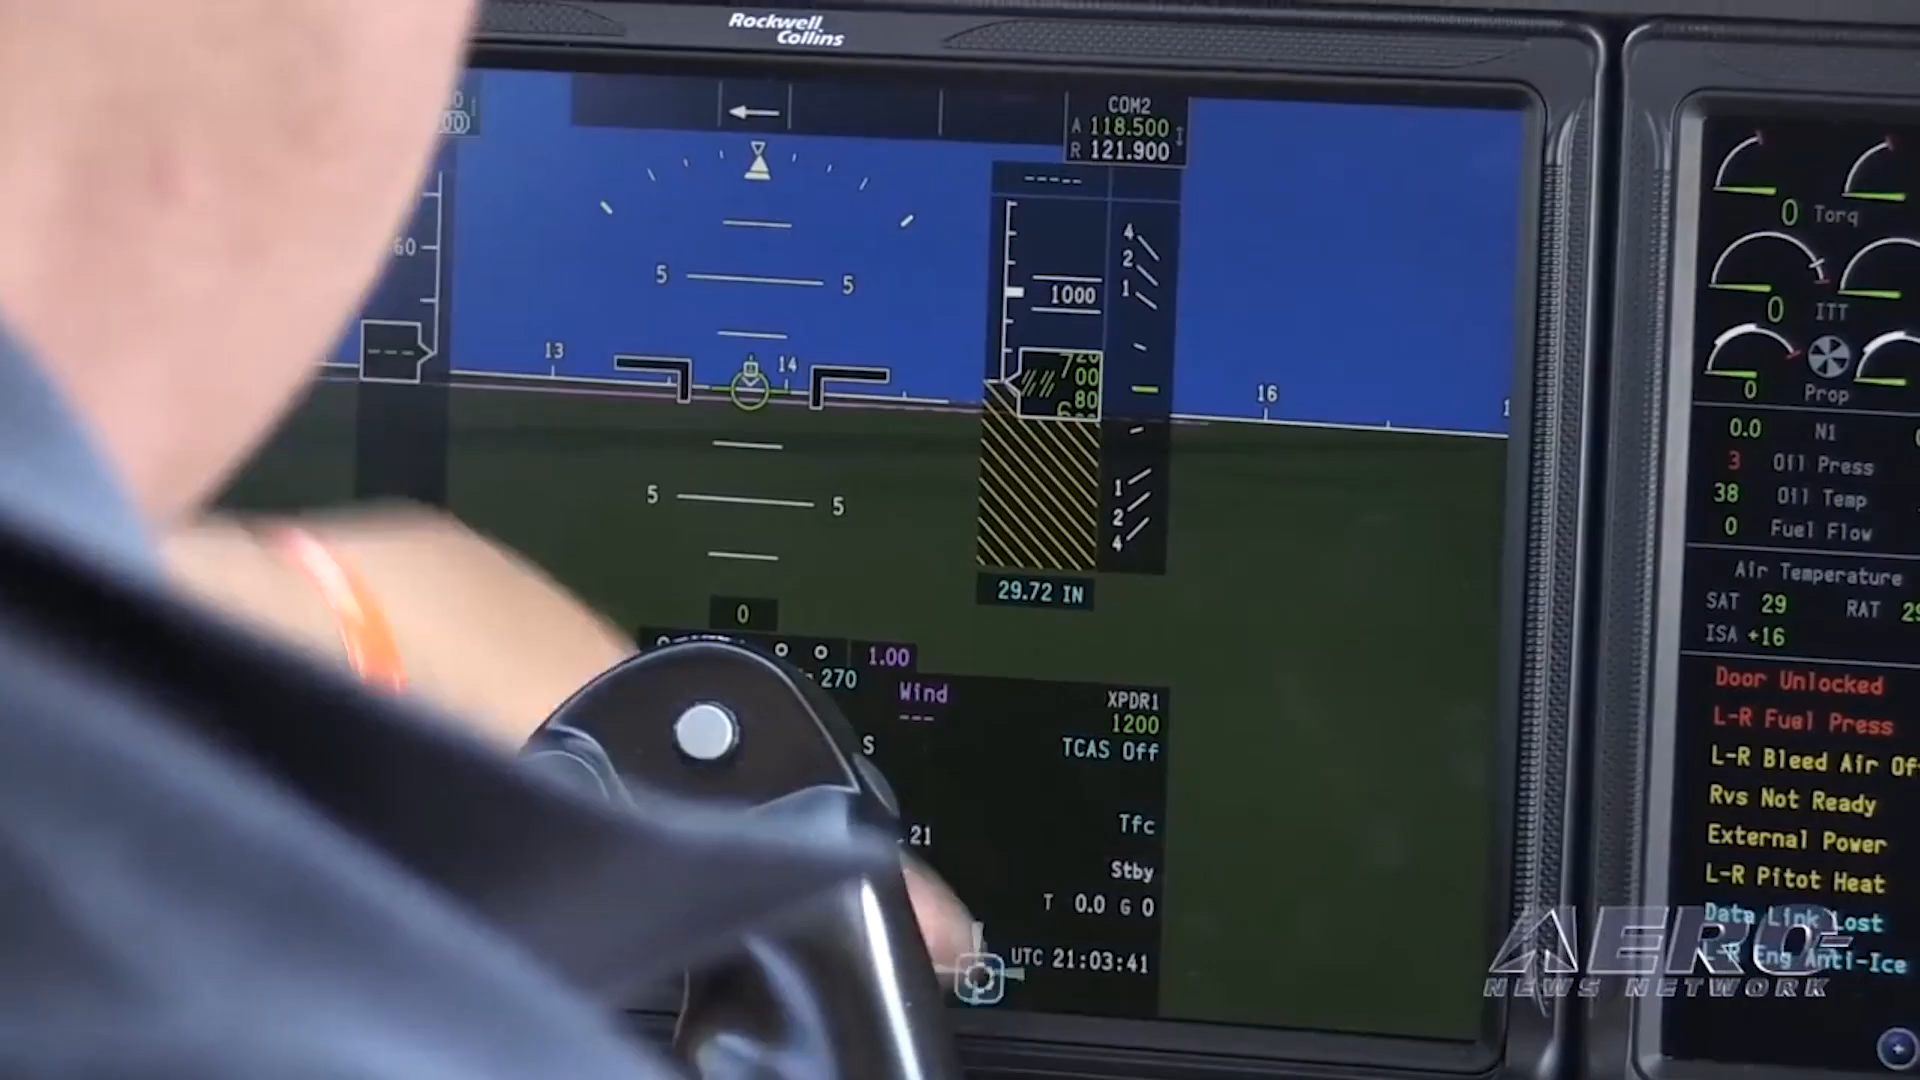 Rockwell
Collins
COM2
A 118.500
R 121.900
-----
60
4
2
1
5 5
1000
13
14
16
---
00
80
5 5
1
2
4
29.72 IN
0
1.00
270
Wind
---
XPDR1
1200
TCAS Off
S
21
Tfc
Stby
T 0.0 G 0
UTC 21:03:41
0 Torq
0 ITT
0 Prop
0.0 N1
3 Oil Press
38 Oil Temp
0 Fuel Flow
Air Temperature
SAT 29 RAT
ISA +16
Door Unlocked
L-R Fuel Press
L-R Bleed Air
Rvs Not Ready
External Power
L-R Pitot Heat
Data Link Lost
L-R Eng Anti-Ice
AERO-
NEWS NETWORK